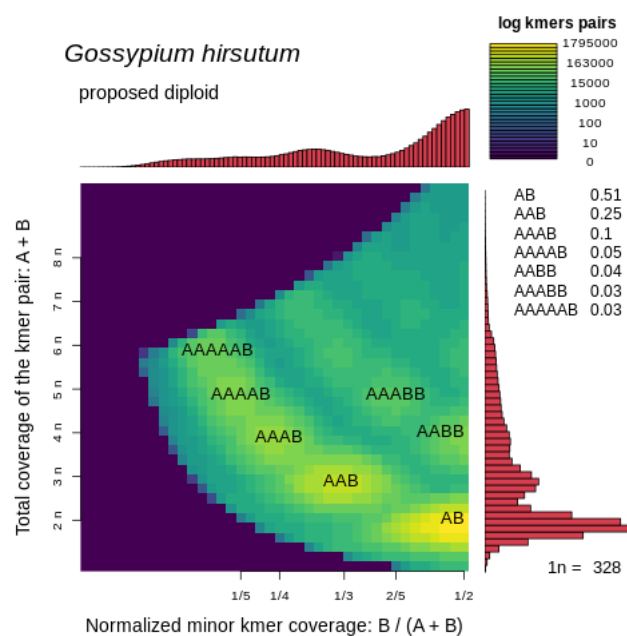 log kmers pairs
Gossypium hirsutum
proposed diploid
1795000
163000
15000
1000
100
10
0
AB 0.51
AAB 0.25
AAAB 0.1
AAAAB 0.05
AABB 0.04
AAABB 0.03
AAAAAB 0.03
Total coverage of the kmer pair: A + B
8 n
7 n
6 n
5 n
4 n
3 n
2 n
AAAAAB
AAAAB
AAABB
AAAB
AABB
AAB
AB
1n = 328
1/5 1/4 1/3 2/5 1/2
Normalized minor kmer coverage: B / (A + B)